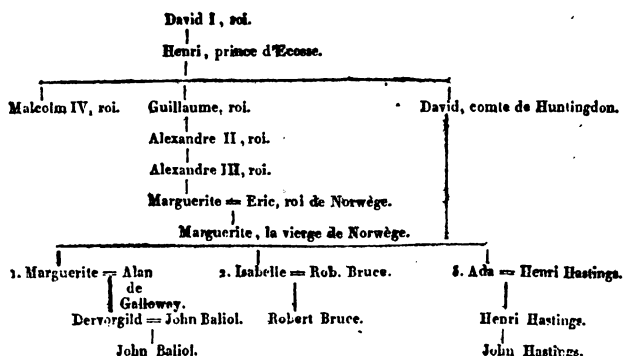 David I, roi.
Henri, prince d'Ecosse.
Malcolm IV, roi. Guillaume, roi. David, comte de Huntingdon.
Alexandre II, roi.
Alexandre III, roi.
Marguerite = Eric, roi de Norwège.
Marguerite, la vierge de Norwège.
1. Marguerite = Alan 2. Isabelle = Rob. Bruce. 3. Ada = Henri Hastings.
de
Galloway.
Dervorgild = John Baliol. Robert Bruce. Henri Hastings.
John Baliol. John Hastings.